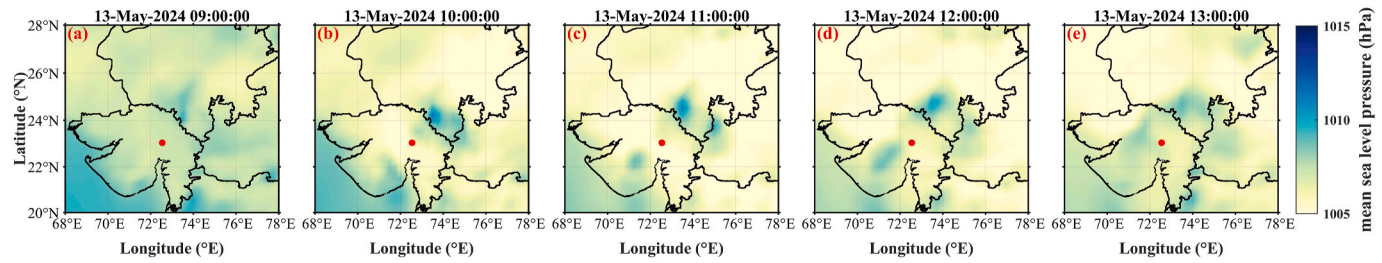 13-May-2024 09:00:00 13-May-2024 10:00:00 13-May-2024 11:00:00 13-May-2024 12:00:00 13-May-2024 13:00:00
(a) (b) (c) (d) (e)
Latitude (°N)
28°N
26°N
24°N
22°N
20°N
68°E 70°E 72°E 74°E 76°E 78°E 68°E 70°E 72°E 74°E 76°E 78°E 68°E 70°E 72°E 74°E 76°E 78°E 68°E 70°E 72°E 74°E 76°E 78°E 68°E 70°E 72°E 74°E 76°E 78°E
Longitude (°E) Longitude (°E) Longitude (°E) Longitude (°E) Longitude (°E)
1015
1010
1005
mean sea level pressure (hPa)